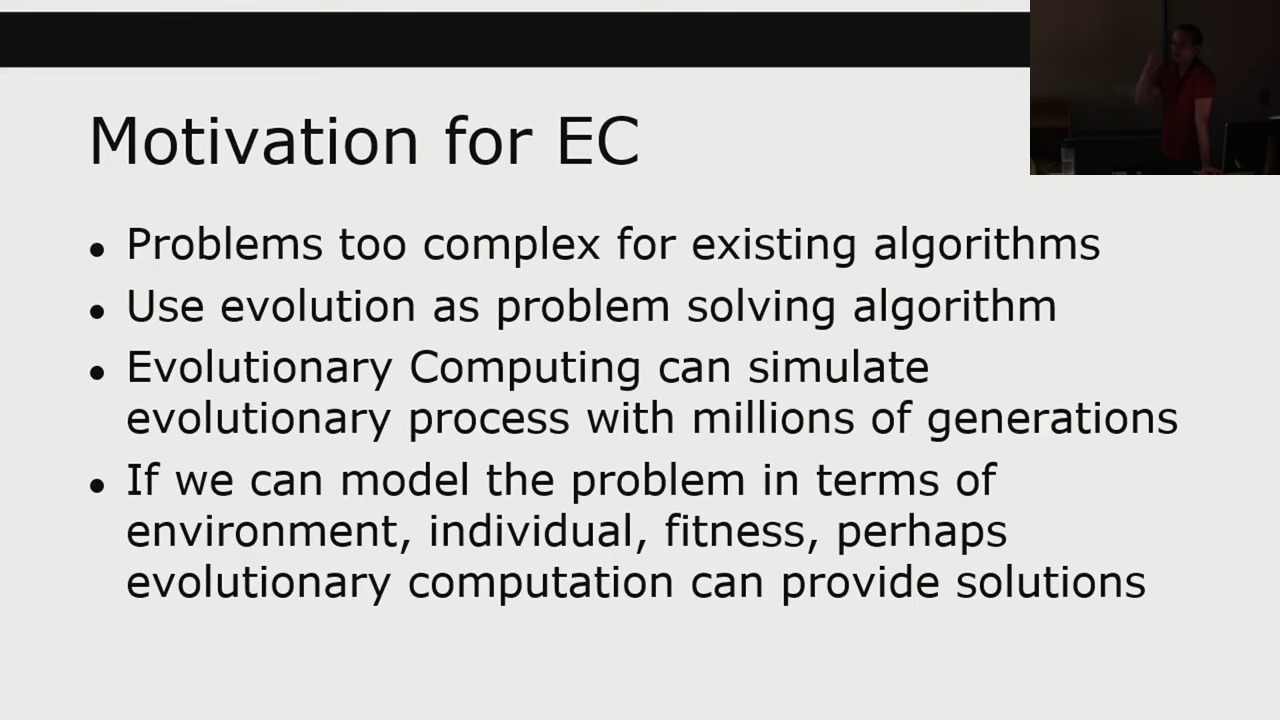 Motivation for EC
• Problems too complex for existing algorithms
• Use evolution as problem solving algorithm
• Evolutionary Computing can simulate
evolutionary process with millions of generations
• If we can model the problem in terms of
environment, individual, fitness, perhaps
evolutionary computation can provide solutions